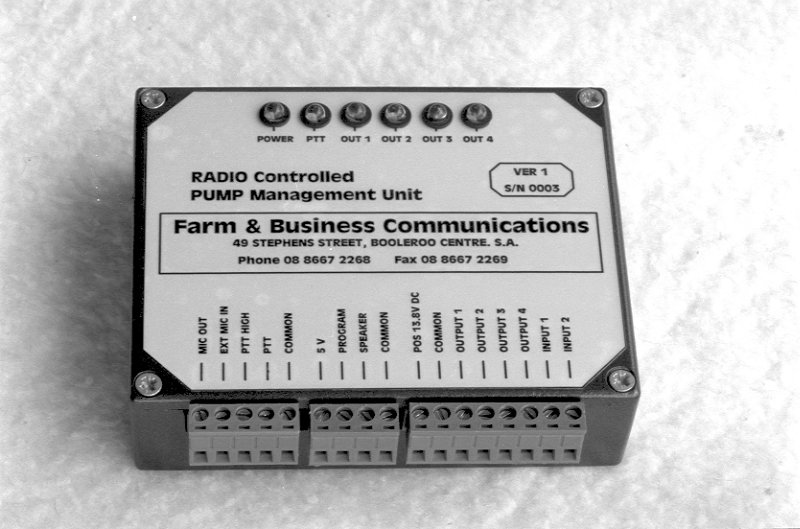 POWER PTT OUT 1 OUT 2 OUT 3 OUT 4
RADIO Controlled
PUMP Management Unit
VER 1
S/N 0003
Farm & Business Communications
49 STEPHENS STREET, BOOLEROO CENTRE. S.A.
Phone 08 8667 2268 Fax 08 8667 2269
MIC OUT
EXT MIC IN
PTT HIGH
PTT
COMMON
5 V
PROGRAM
SPEAKER
COMMON
POS 13.8V DC
COMMON
OUTPUT 1
OUTPUT 2
OUTPUT 3
OUTPUT 4
INPUT 1
INPUT 2